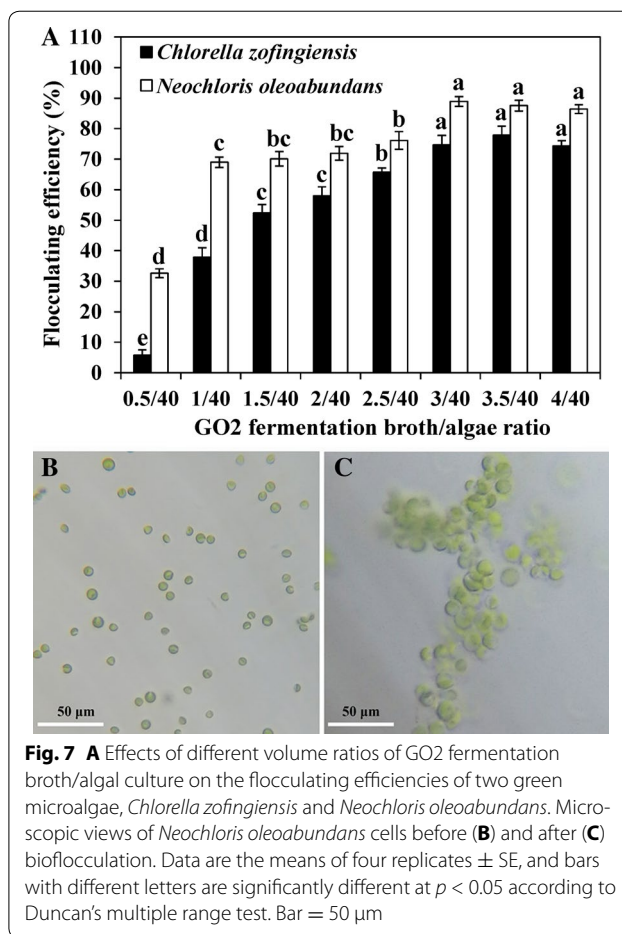 A
110
100
90
80
70
60
50
40
30
20
10
0
Flocculating efficiency (%)
Chlorella zofingiensis
Neochloris oleoabundans
e d d c c bc c bc b b a a a a a a
0.5/40 1/40 1.5/40 2/40 2.5/40 3/40 3.5/40 4/40
GO2 fermentation broth/algae ratio
B
50 µm
C
50 µm
Fig. 7 A Effects of different volume ratios of GO2 fermentation
broth/algal culture on the flocculating efficiencies of two green
microalgae, Chlorella zofingiensis and Neochloris oleoabundans. Micro-
scopic views of Neochloris oleoabundans cells before (B) and after (C)
bioflocculation. Data are the means of four replicates ± SE, and bars
with different letters are significantly different at p < 0.05 according to
Duncan's multiple range test. Bar = 50 µm